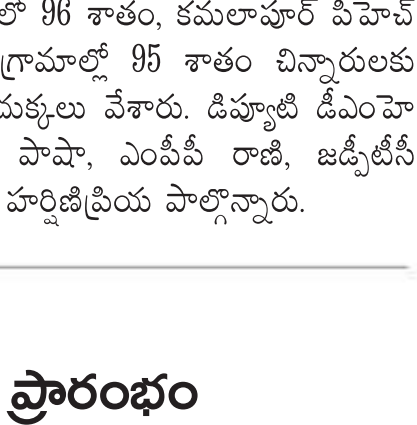 లో 96 శాతం, కమలాపూర్ పిహెచ్
గ్రామాల్లో 95 శాతం చిన్నారులకు
చుక్కలు వేశారు. డిప్యూటి డీఎంహె
పాషా, ఎంపీపీ రాణి, జడ్పీటీసీ
హర్షిణిప్రియ పాల్గొన్నారు.
ప్రారంభం